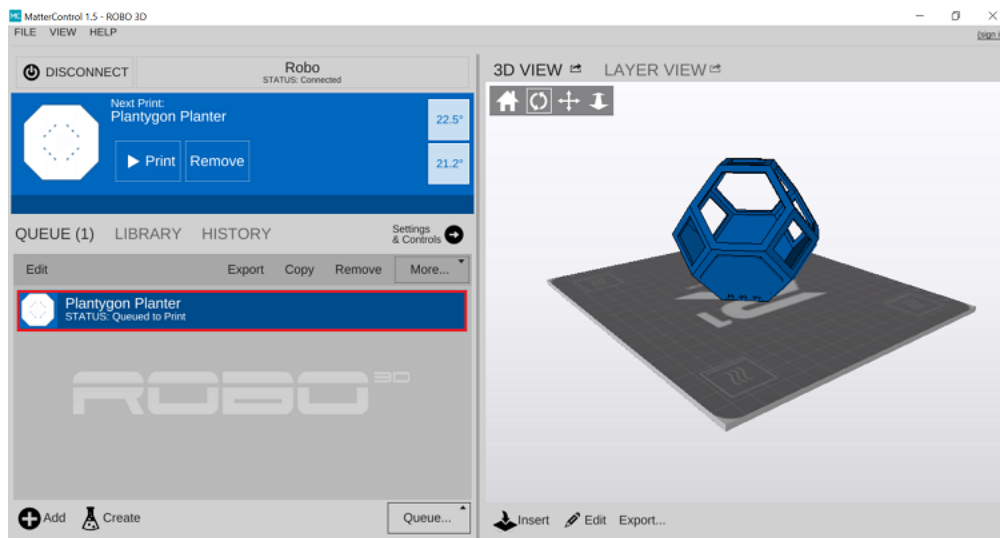 MatterControl 1.5 - ROBO 3D
FILE VIEW HELP
(sign i
DISCONNECT
Robo
STATUS: Connected
Next Print:
Plantygon Planter
22.5°
Print Remove
21.2°
QUEUE (1) LIBRARY HISTORY
Settings
& Controls
Edit Export Copy Remove More...
Plantygon Planter
STATUS: Queued to Print
ROBO 3D
Add Create Queue...
3D VIEW LAYER VIEW
Insert Edit Export...